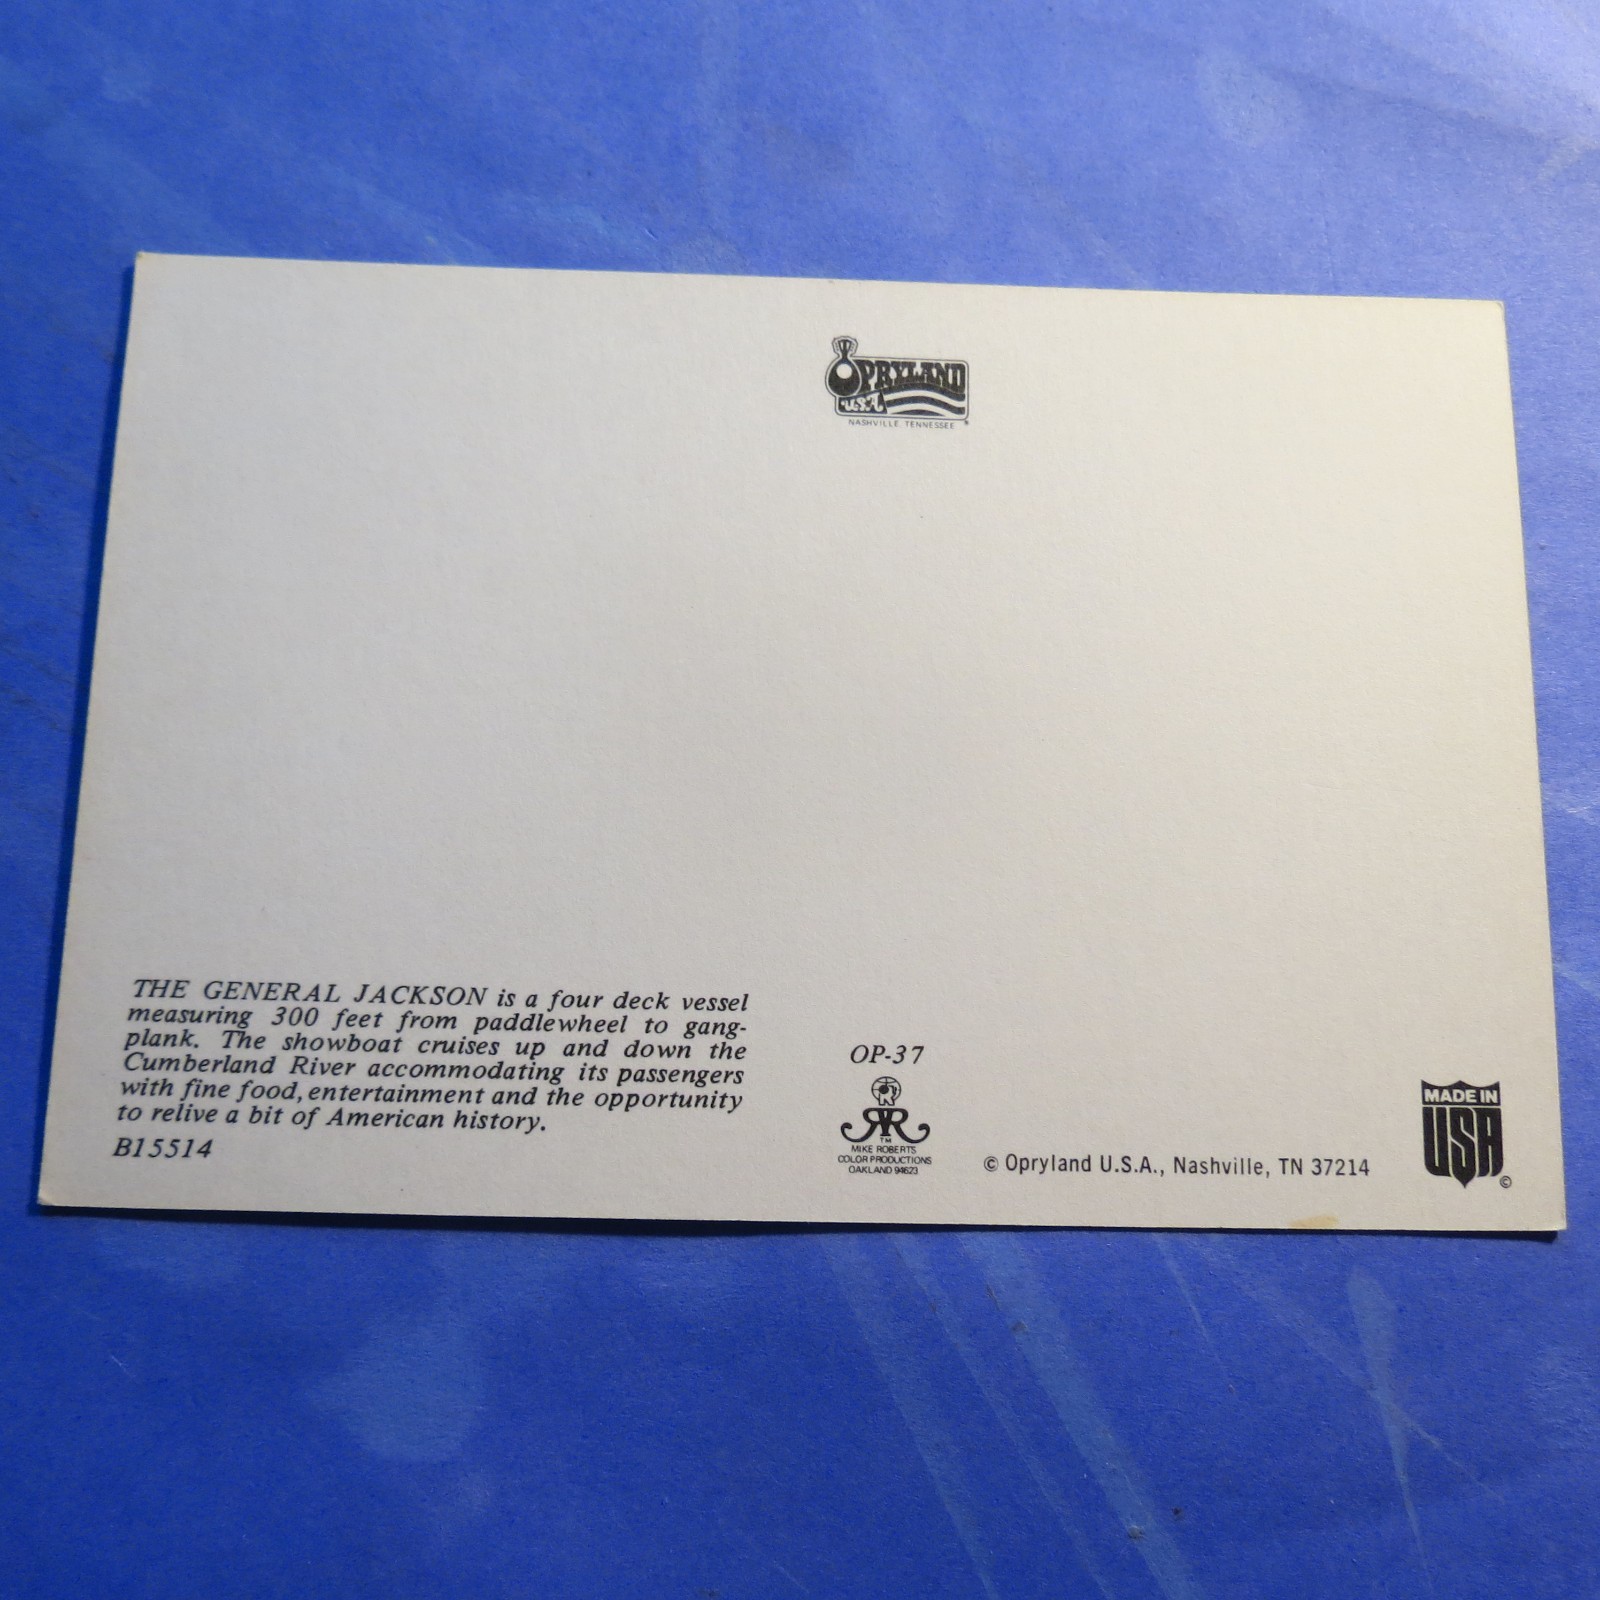 OPRYLAND
U.S.A
NASHVILLE, TENNESSEE
THE GENERAL JACKSON is a four deck vessel
measuring 300 feet from paddlewheel to gang-
plank. The showboat cruises up and down the
Cumberland River accommodating its passengers
with fine food, entertainment and the opportunity
to relive a bit of American history.
B15514
OP-37
R
RR
TM
MIKE ROBERTS
COLOR PRODUCTIONS
OAKLAND 94623
© Opryland U.S.A., Nashville, TN 37214
MADE IN
USA
©